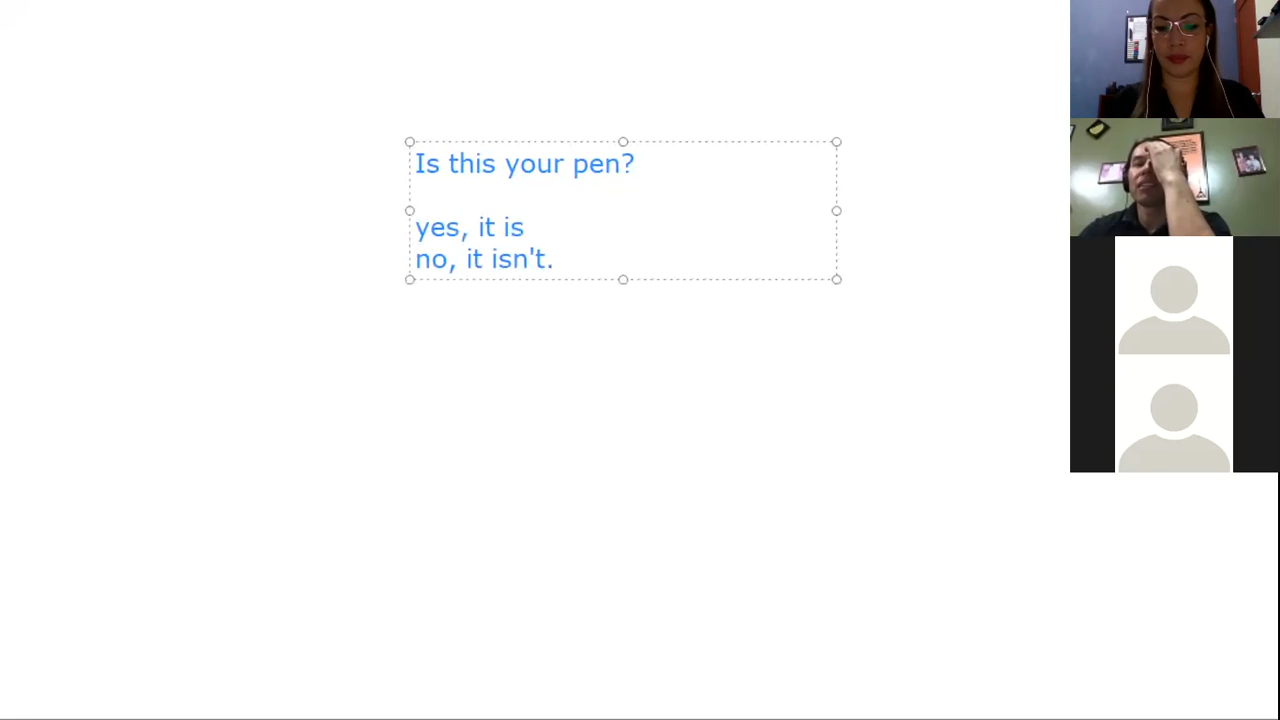 Is this your pen?
yes, it is
no, it isn't.